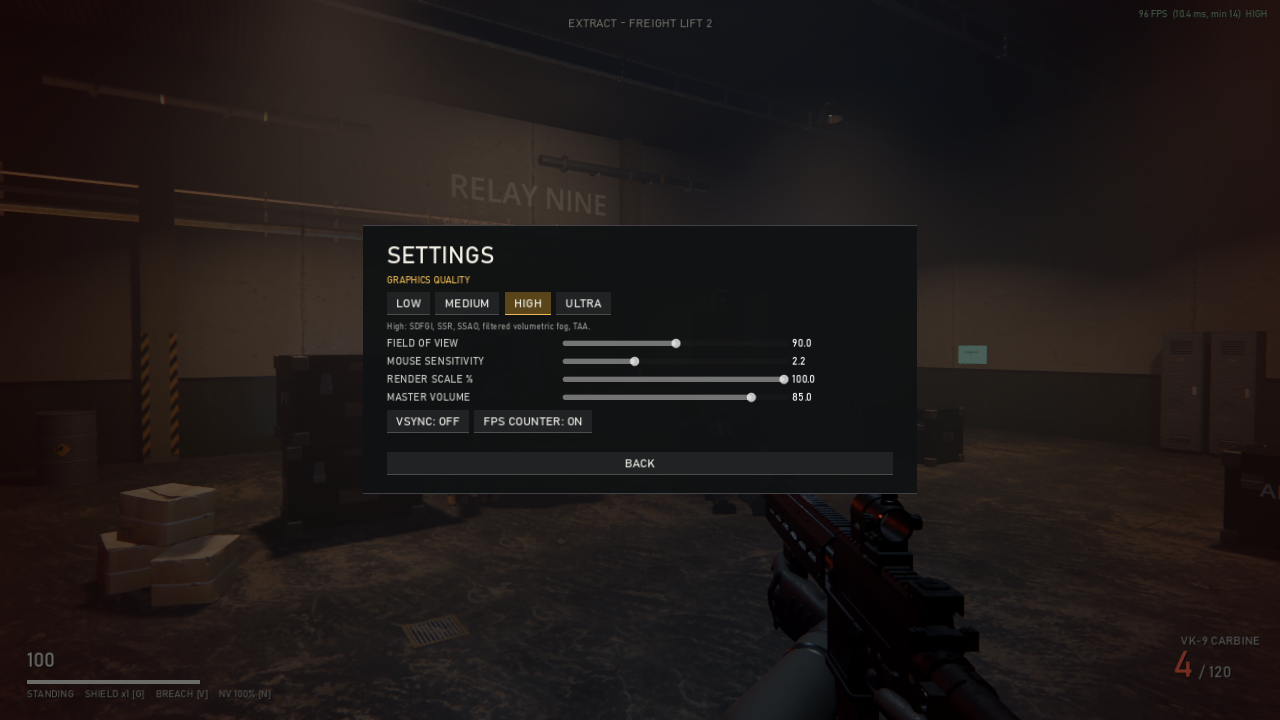 EXTRACT - FREIGHT LIFT 2
96 FPS (10.4 ms, min 14) HIGH
RELAY NINE
SETTINGS
GRAPHICS QUALITY
LOW MEDIUM HIGH ULTRA
High: SDFGI, SSR, SSAO, filtered volumetric fog, TAA.
FIELD OF VIEW 90.0
MOUSE SENSITIVITY 2.2
RENDER SCALE % 100.0
MASTER VOLUME 85.0
VSYNC: OFF FPS COUNTER: ON
BACK
VK-9 CARBINE
4 / 120
100
STANDING SHIELD x1 [G] BREACH [V] NV 100% [N]